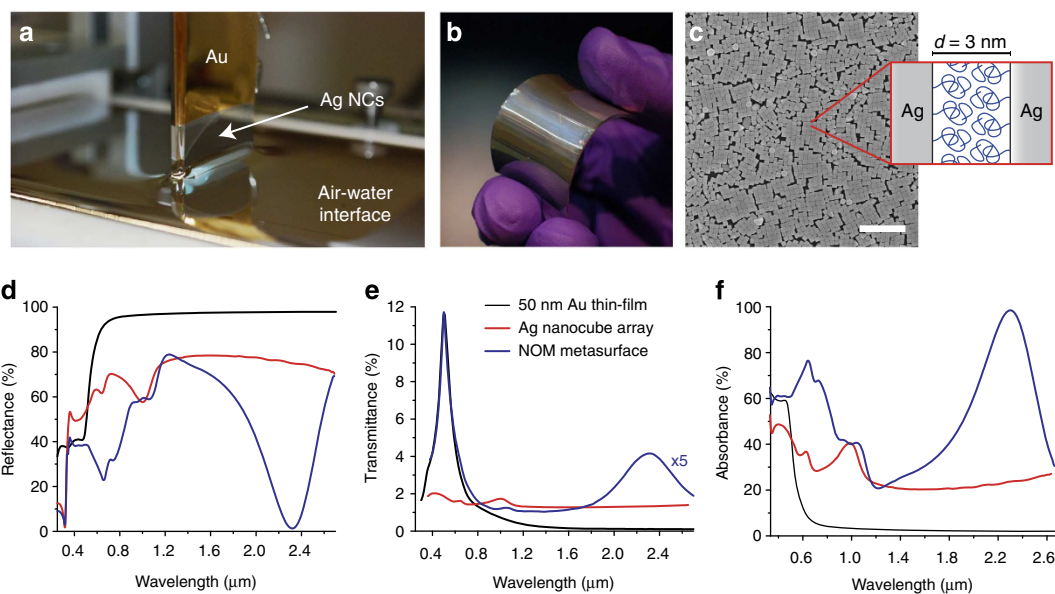 a
Au
Ag NCs
Air-water
interface
b
c
d = 3 nm
Ag
Ag
d
Reflectance (%)
100
80
60
40
20
0
0.4 0.8 1.2 1.6 2.0 2.4
Wavelength (μm)
e
Transmittance (%)
12
10
8
6
4
2
0
50 nm Au thin-film
Ag nanocube array
NOM metasurface
x5
0.4 0.8 1.2 1.6 2.0 2.4
Wavelength (μm)
f
Absorbance (%)
100
80
60
40
20
0
0.6 1.0 1.4 1.8 2.2 2.6
Wavelength (μm)